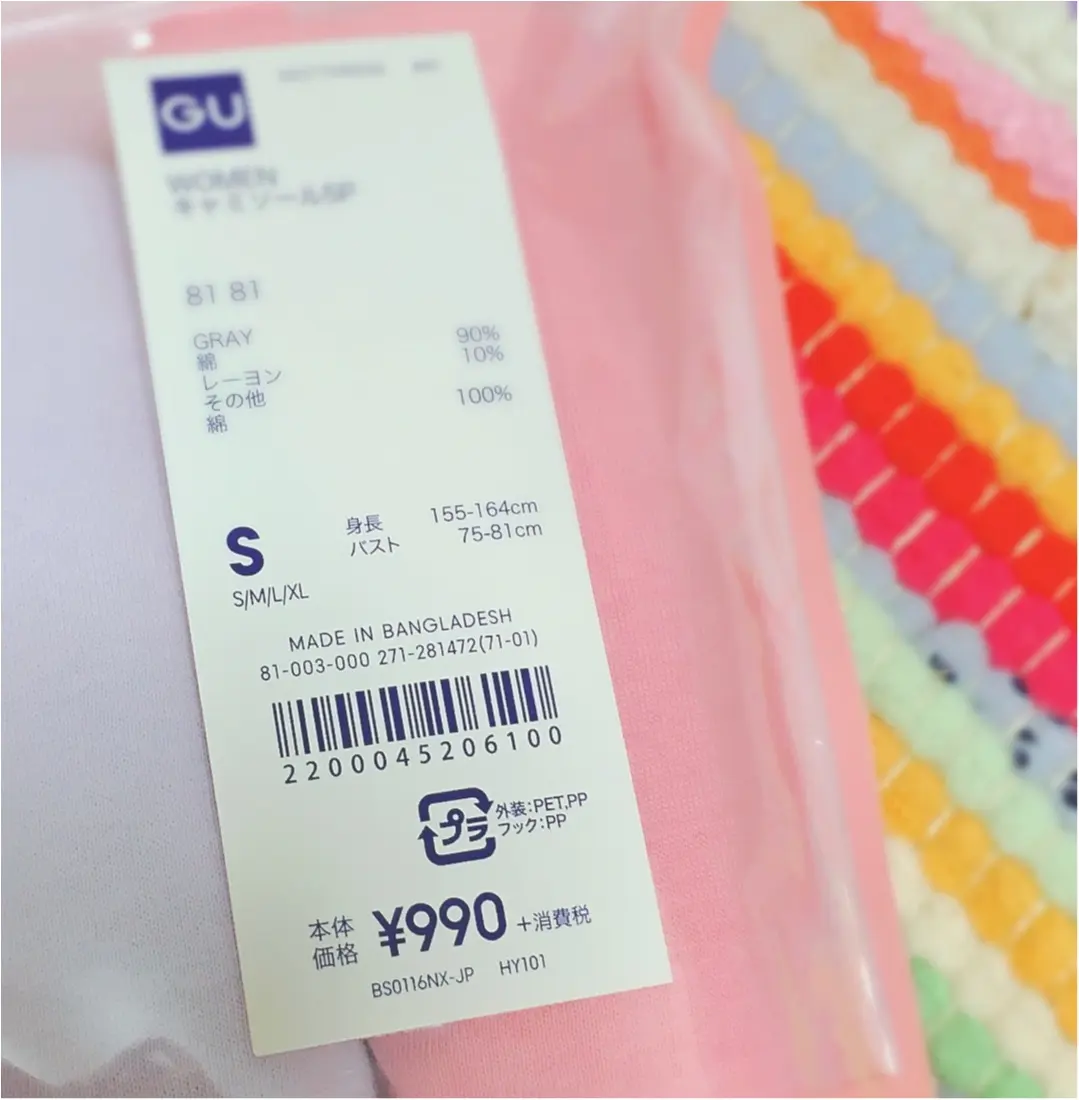 GU
WOMEN
キャミソール5P
81 81
GRAY
綿 90%
レーヨン 10%
その他
綿 100%
S
S/M/L/XL
身長 155-164cm
バスト 75-81cm
MADE IN BANGLADESH
81-003-000 271-281472(71-01)
2200045206100
プラ
外装:PET,PP
フック:PP
本体
価格 ¥990 +消費税
BS0116NX-JP HY101